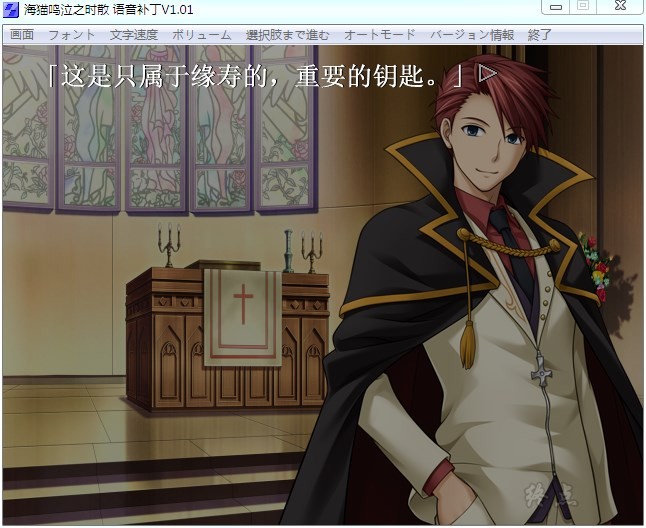 海猫鸣泣之时散 语音补丁V1.01
画面 フォント 文字速度 ボリューム 選択肢まで進む オートモード バージョン情報 終了
「这是只属于缘寿的，重要的钥匙。」
终点